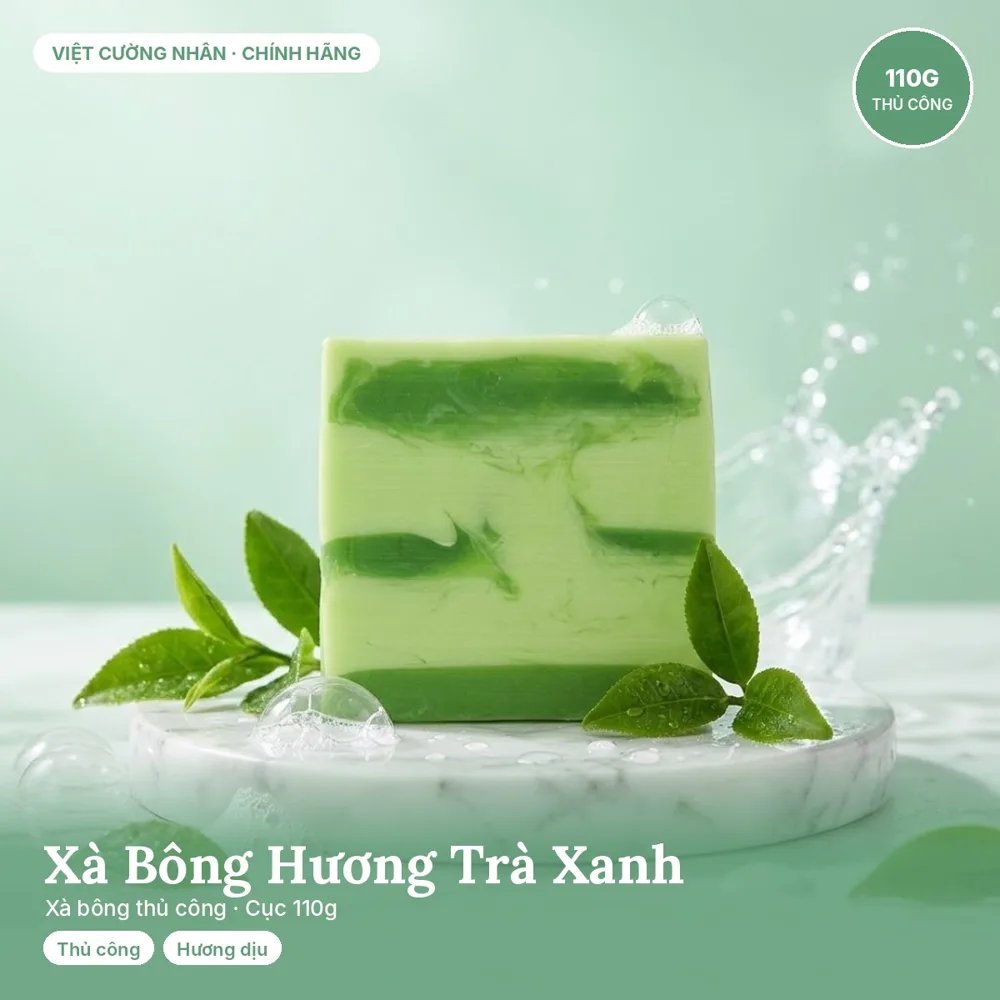 VIỆT CƯỜNG NHÂN · CHÍNH HÃNG
110G
THỦ CÔNG
Xà Bông Hương Trà Xanh
Xà bông thủ công · Cục 110g
Thủ công
Hương dịu